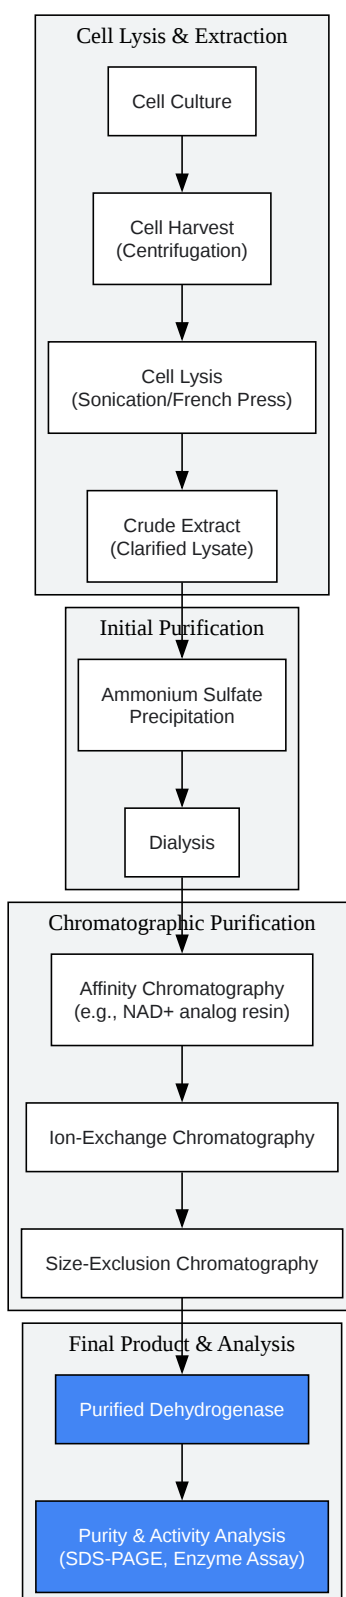 Cell Lysis & Extraction
Cell Culture
Cell Harvest
(Centrifugation)
Cell Lysis
(Sonication/French Press)
Crude Extract
(Clarified Lysate)
Initial Purification
Ammonium Sulfate
Precipitation
Dialysis
Chromatographic Purification
Affinity Chromatography
(e.g., NAD+ analog resin)
Ion-Exchange Chromatography
Size-Exclusion Chromatography
Final Product & Analysis
Purified Dehydrogenase
Purity & Activity Analysis
(SDS-PAGE, Enzyme Assay)